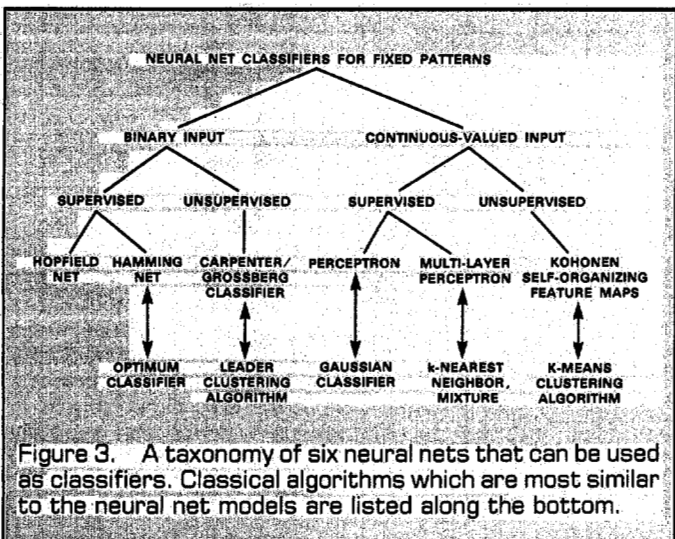 NEURAL NET CLASSIFIERS FOR FIXED PATTERNS
BINARY INPUT CONTINUOUS-VALUED INPUT
SUPERVISED UNSUPERVISED SUPERVISED UNSUPERVISED
HOPFIELD NET
HAMMING NET
CARPENTER/
GROSSBERG
CLASSIFIER
PERCEPTRON
MULTI-LAYER
PERCEPTRON
KOHONEN
SELF-ORGANIZING
FEATURE MAPS
OPTIMUM
CLASSIFIER
LEADER
CLUSTERING
ALGORITHM
GAUSSIAN
CLASSIFIER
k-NEAREST
NEIGHBOR,
MIXTURE
K-MEANS
CLUSTERING
ALGORITHM
Figure 3. A taxonomy of six neural nets that can be used
as classifiers. Classical algorithms which are most similar
to the neural net models are listed along the bottom.